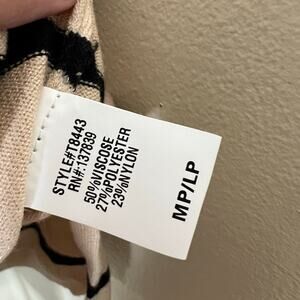 STYLE#T8443
RN#:137839
50%VISCOSE
27%POLYESTER
23%NYLON
MP/LP